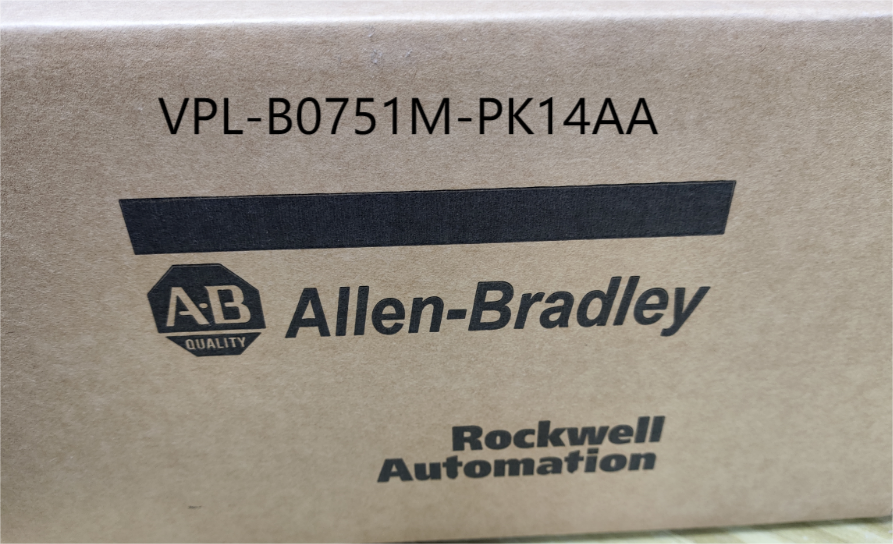 VPL-B0751M-PK14AA
A-B
QUALITY
Allen-Bradley
Rockwell
Automation